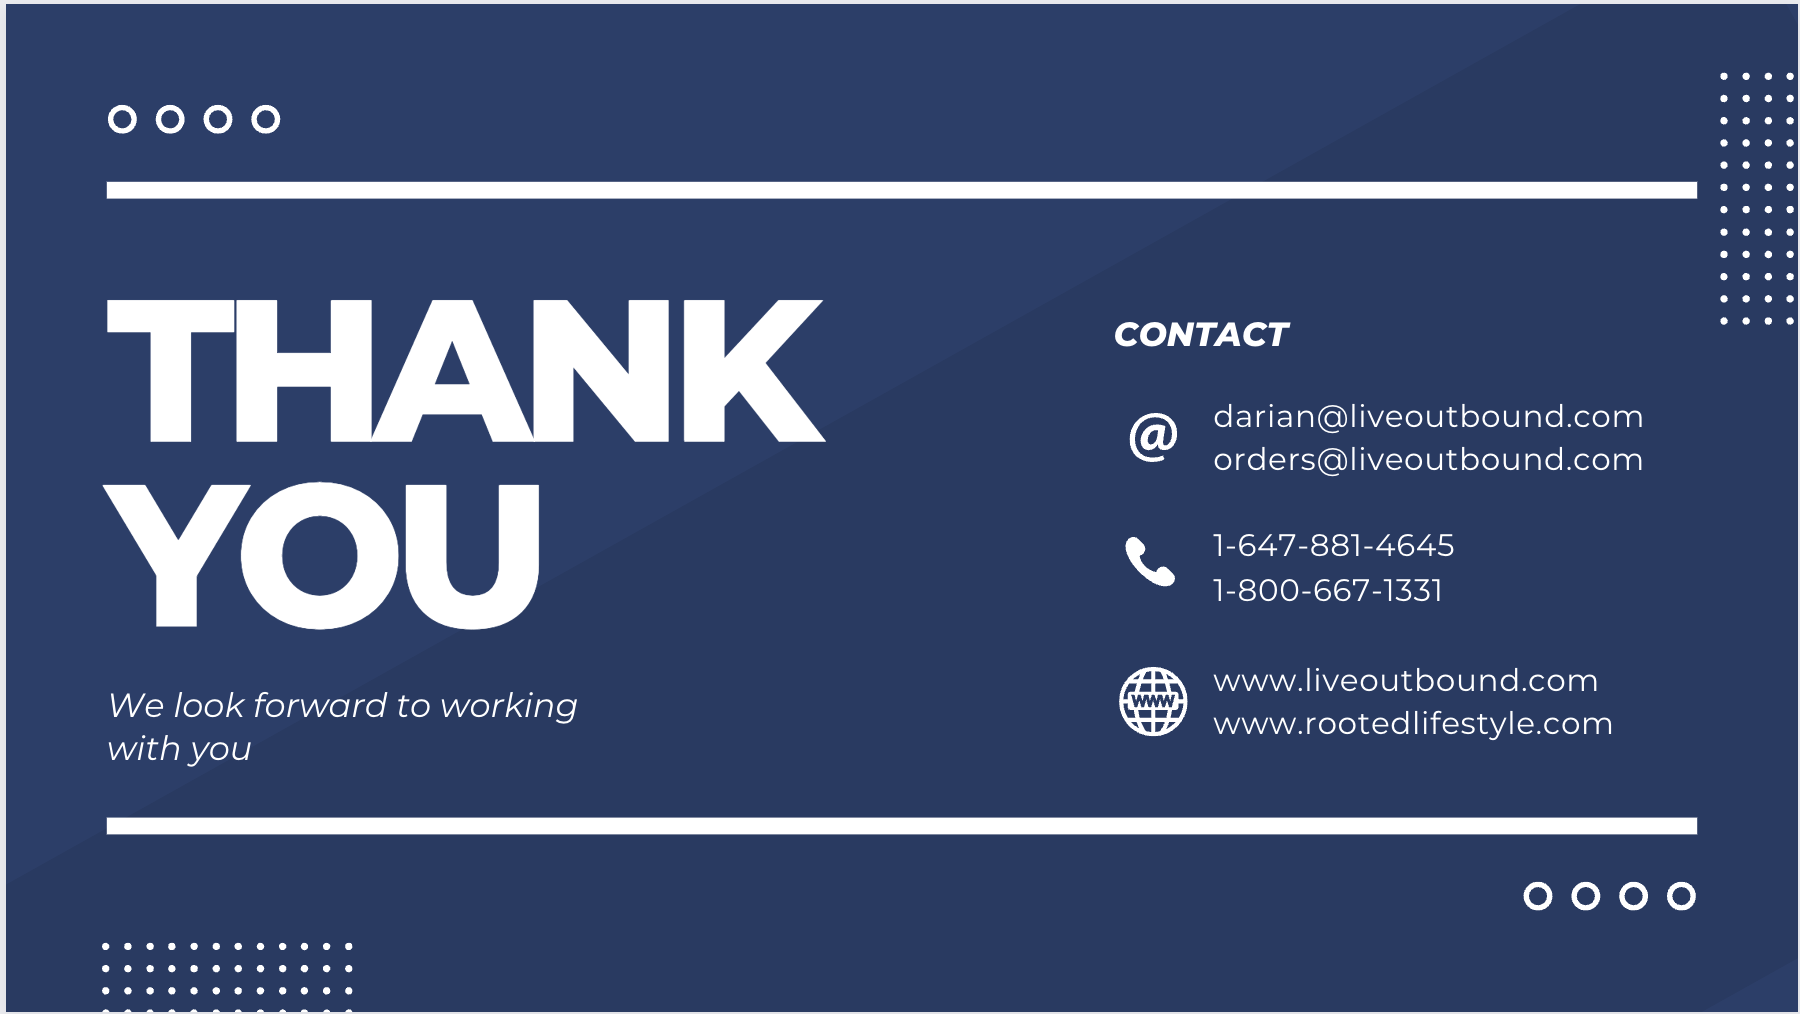 THANK
YOU
We look forward to working
with you
CONTACT
@
darian@liveoutbound.com
orders@liveoutbound.com
1-647-881-4645
1-800-667-1331
WWW
www.liveoutbound.com
www.rootedlifestyle.com